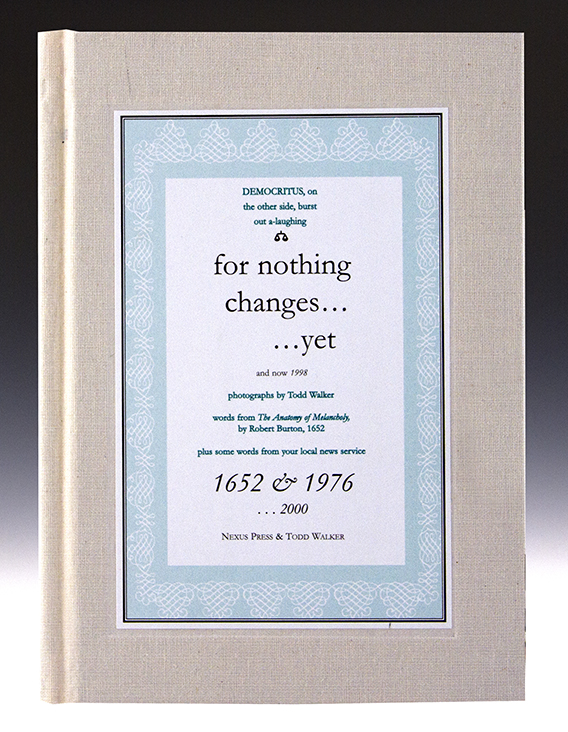 DEMOCRITUS, on
the other side, burst
out a-laughing
for nothing
changes...
...yet
and now 1998
photographs by Todd Walker
words from The Anatomy of Melancholy,
by Robert Burton, 1652
plus some words from your local news service
1652 & 1976
. . . 2000
NEXUS PRESS & TODD WALKER